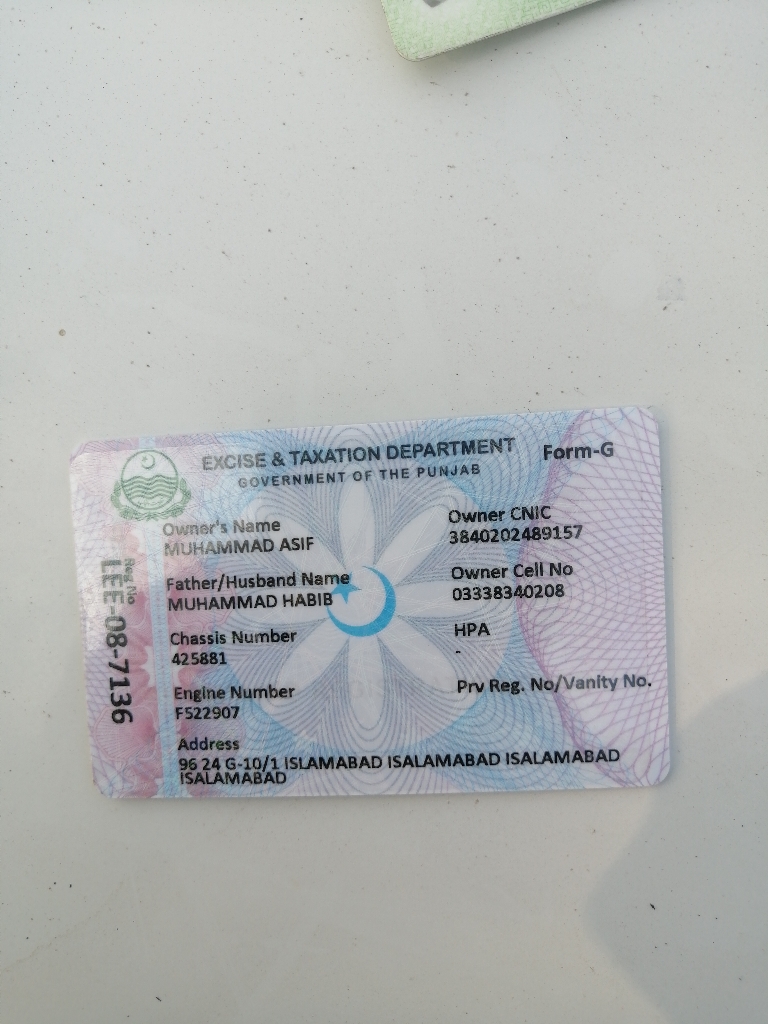 EXCISE & TAXATION DEPARTMENT
GOVERNMENT OF THE PUNJAB
Form-G
Reg No
LEE-08-7136
Owner's Name
MUHAMMAD ASIF
Father/Husband Name
MUHAMMAD HABIB
Chassis Number
425881
Engine Number
F522907
Address
96 24 G-10/1 ISLAMABAD ISALAMABAD ISALAMABAD
ISALAMABAD
Owner CNIC
3840202489157
Owner Cell No
03338340208
HPA
-
Prv Reg. No/Vanity No.